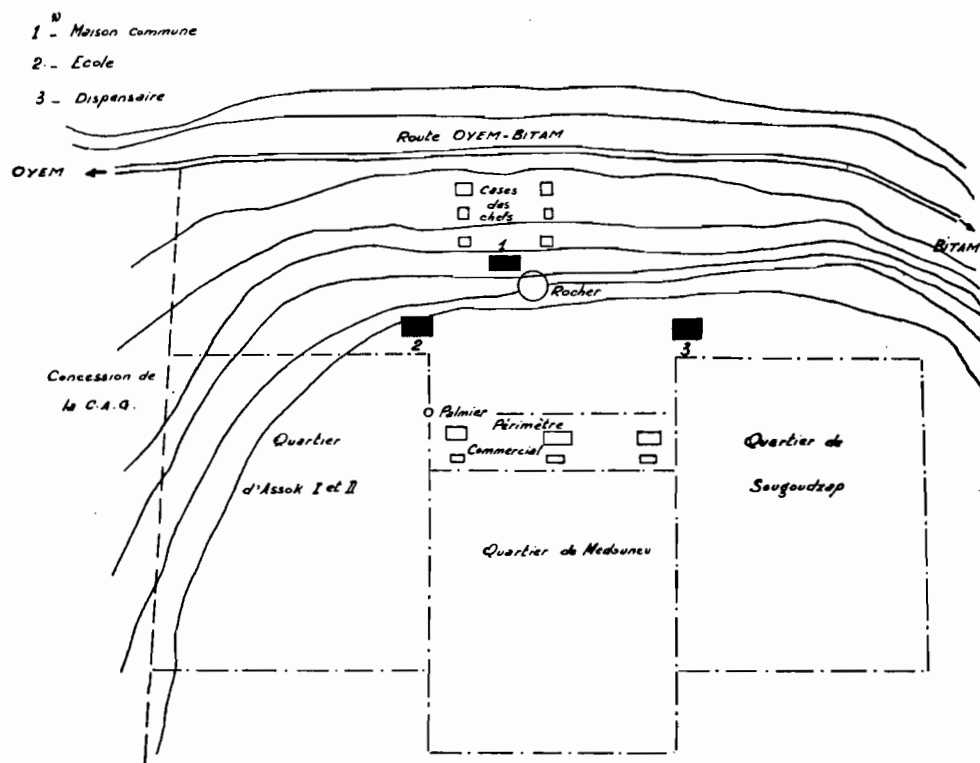 1 _ Maison Commune
2 _ Ecole
3 _ Dispensaire
Route OYEM-BITAM
OYEM
Cases
des
chefs
BITAM
1
Rocher
2
3
Concession de
la C.A.G.
Palmier
Périmètre
Commercial
Quartier
d'Assok I et II
Quartier de
Sougoudzap
Quartier de Médouneu